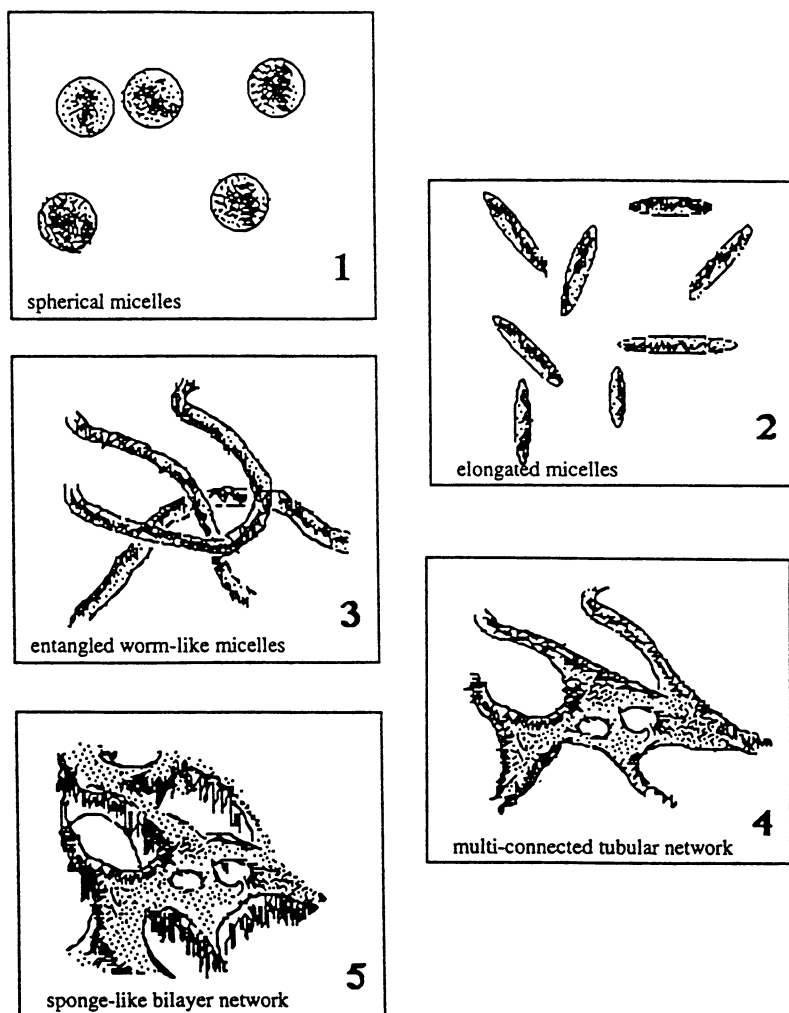 1
spherical micelles
2
elongated micelles
3
entangled worm-like micelles
4
multi-connected tubular network
5
sponge-like bilayer network